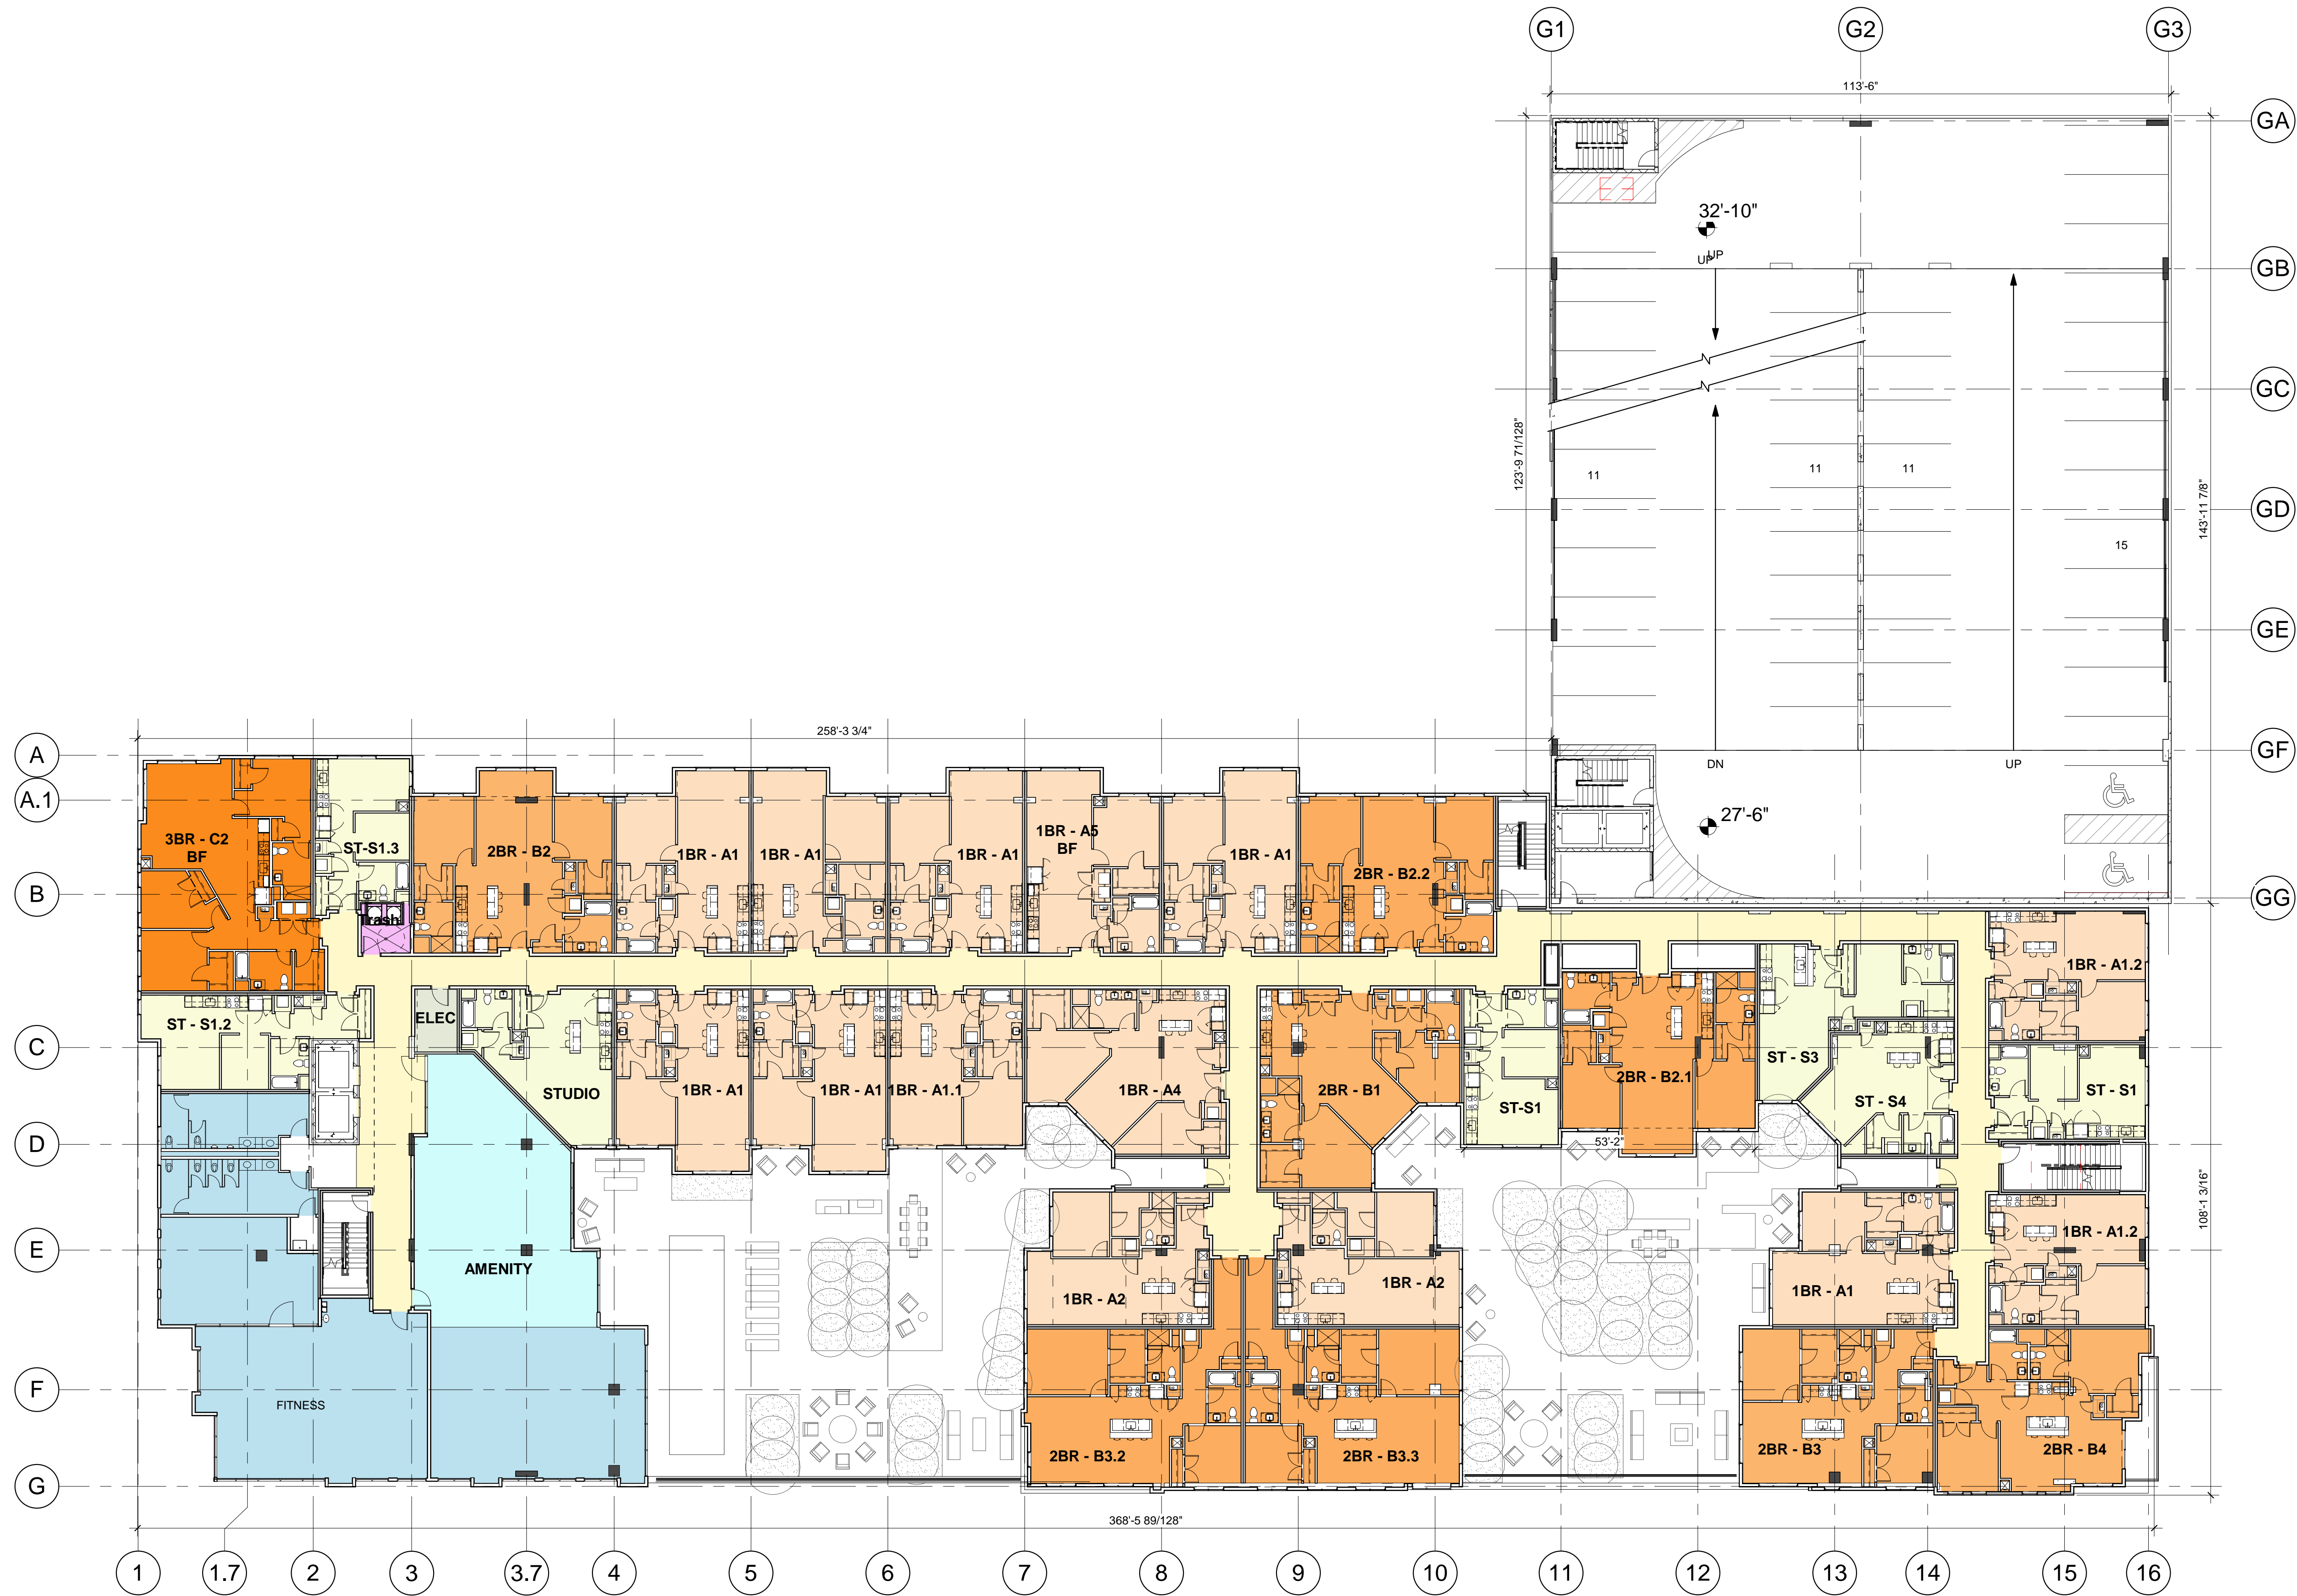 G1
G2
G3
113'-6"
GA
32'-10"
UP
UP
GB
GC
123'-9 71/128"
11
11
11
GD
143'-11 7/8"
15
GE
258'-3 3/4"
A
GF
DN
UP
A.1
27'-6"
3BR - C2
BF
ST-S1.3
2BR - B2
1BR - A1
1BR - A1
1BR - A1
1BR - A5
BF
1BR - A1
2BR - B2.2
B
GG
Trash
1BR - A1.2
ST - S1.2
ELEC
C
STUDIO
1BR - A1
1BR - A1
1BR - A1.1
1BR - A4
2BR - B1
ST-S1
2BR - B2.1
ST - S3
ST - S4
ST - S1
D
53'-2"
108'-1 3/16"
E
AMENITY
1BR - A2
1BR - A2
1BR - A1
1BR - A1.2
F
FITNESS
2BR - B3.2
2BR - B3.3
2BR - B3
2BR - B4
G
368'-5 89/128"
1
1.7
2
3
3.7
4
5
6
7
8
9
10
11
12
13
14
15
16